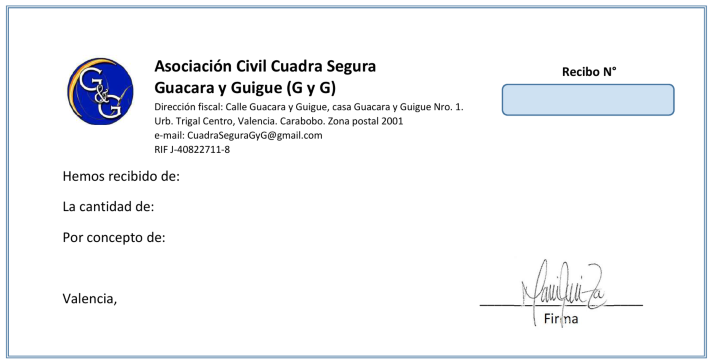 G&G
Asociación Civil Cuadra Segura
Guacara y Guigue (G y G)
Dirección fiscal: Calle Guacara y Guigue, casa Guacara y Guigue Nro. 1.
Urb. Trigal Centro, Valencia. Carabobo. Zona postal 2001
e-mail: CuadraSeguraGyG@gmail.com
RIF J-40822711-8
Recibo N°
Hemos recibido de:
La cantidad de:
Por concepto de:
Valencia,
Firma